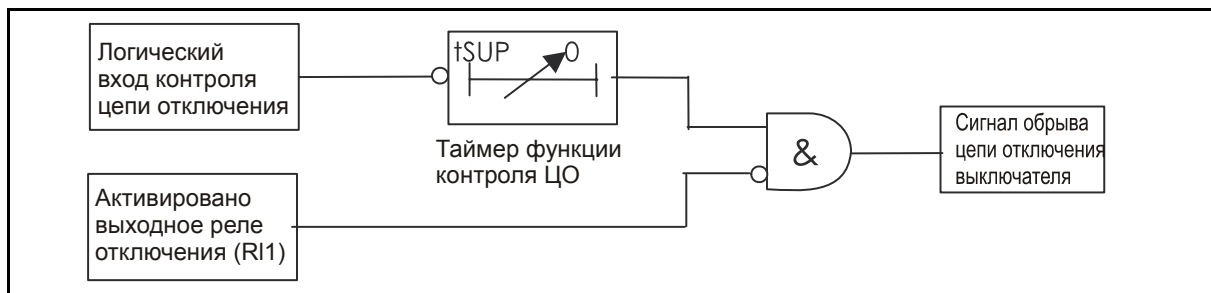 Логический
вход контроля
цепи отключения
tSUP 0
Таймер функции
контроля ЦО
&
Сигнал обрыва
цепи отключения
выключателя
Активировано
выходное реле
отключения (Rl1)